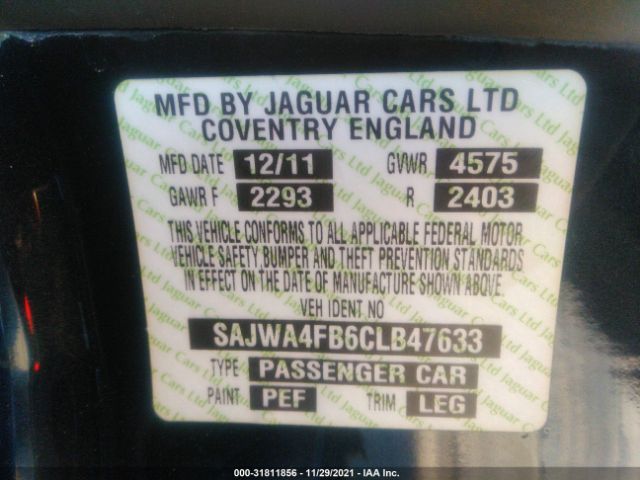 MFD BY JAGUAR CARS LTD
COVENTRY ENGLAND
MFD DATE 12/11 GVWR 4575
GAWR F 2293 R 2403
THIS VEHICLE CONFORMS TO ALL APPLICABLE FEDERAL MOTOR
VEHICLE SAFETY BUMPER AND THEFT PREVENTION STANDARDS
IN EFFECT ON THE DATE OF MANUFACTURE SHOWN ABOVE
VEH IDENT NO
SAJWA4FB6CLB47633
TYPE PASSENGER CAR
PAINT PEF TRIM LEG
000-31811856 - 11/29/2021 - IAA Inc.